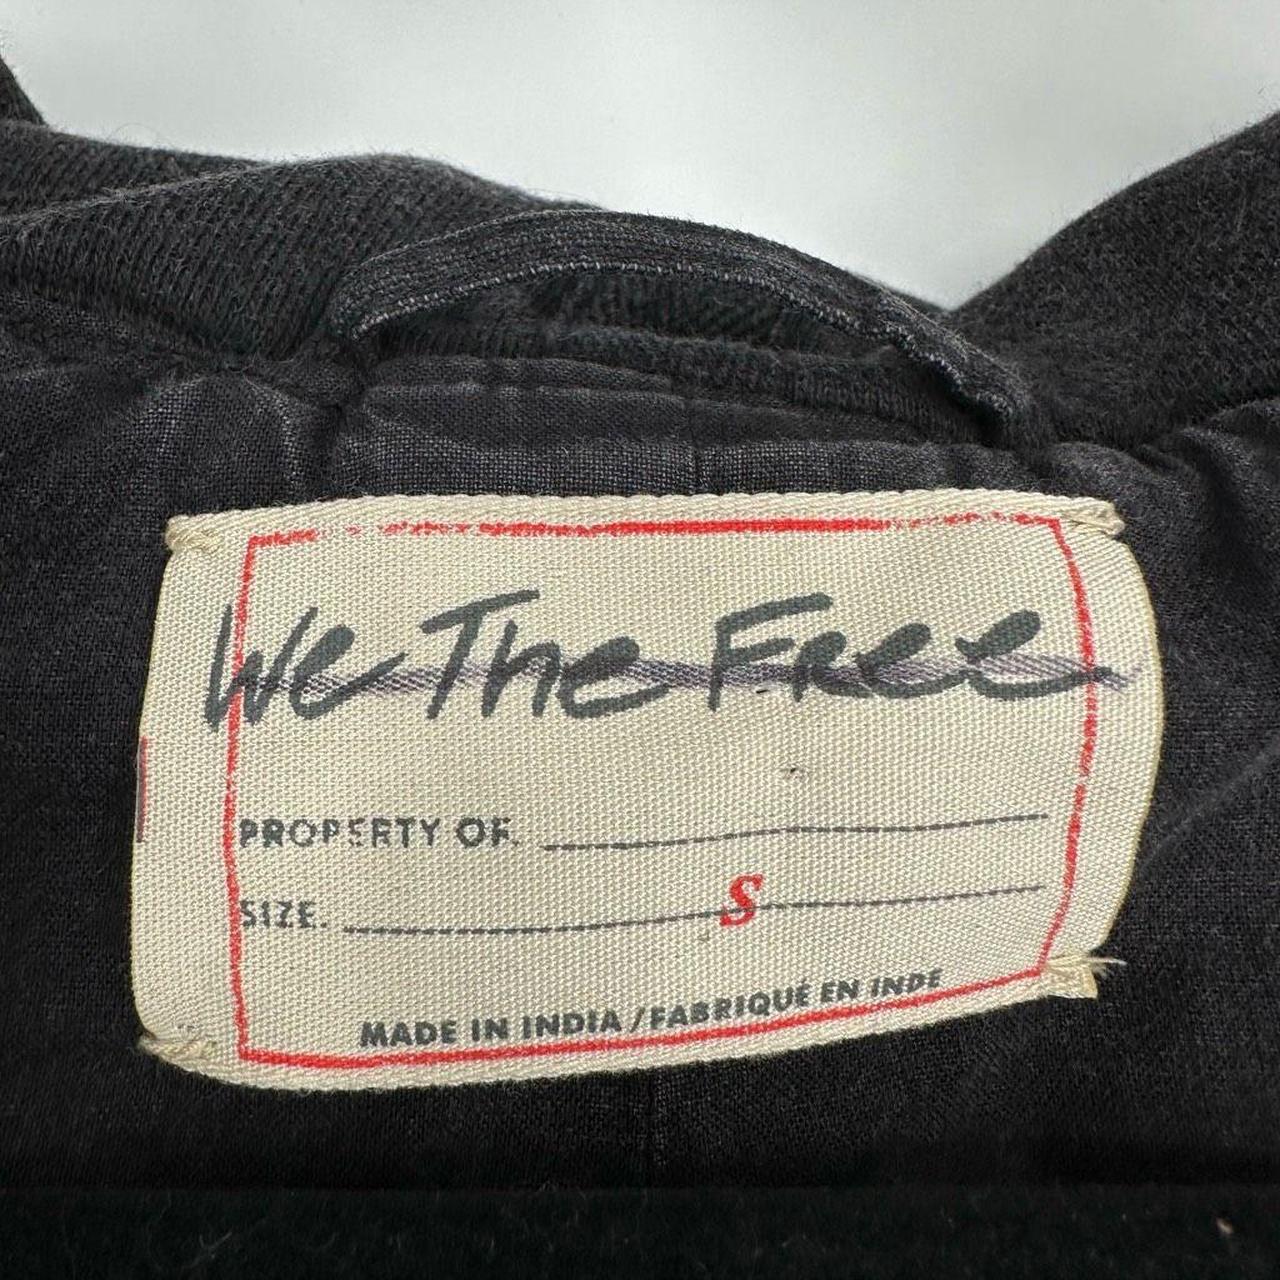 We The Free
PROPERTY OF.
SIZE. S
MADE IN INDIA / FABRIQUÉ EN INDE